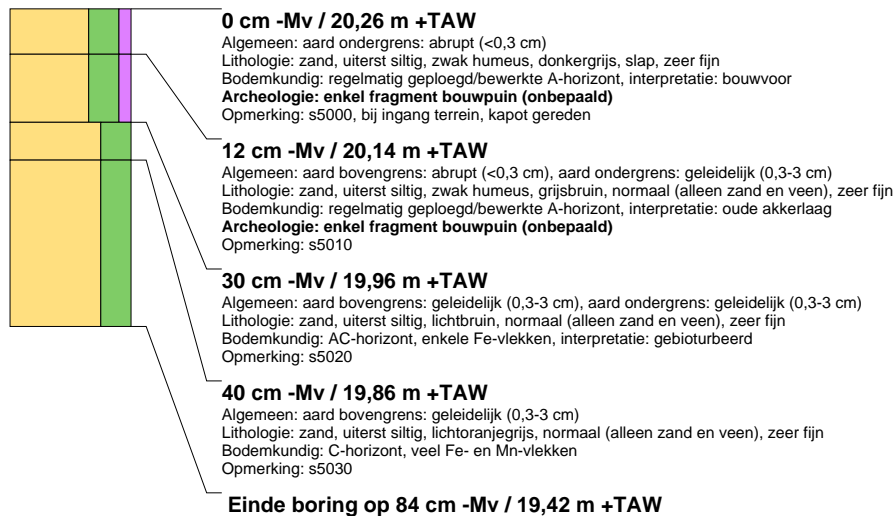 0 cm -Mv / 20,26 m +TAW
Algemeen: aard ondergrens: abrupt (<0,3 cm)
Lithologie: zand, uiterst siltig, zwak humeus, donkergrijs, slap, zeer fijn
Bodemkundig: regelmatig geploegd/bewerkte A-horizont, interpretatie: bouwvoor
Archeologie: enkel fragment bouwpuin (onbepaald)
Opmerking: s5000, bij ingang terrein, kapot gereden
12 cm -Mv / 20,14 m +TAW
Algemeen: aard bovengrens: abrupt (<0,3 cm), aard ondergrens: geleidelijk (0,3-3 cm)
Lithologie: zand, uiterst siltig, zwak humeus, grijsbruin, normaal (alleen zand en veen), zeer fijn
Bodemkundig: regelmatig geploegd/bewerkte A-horizont, interpretatie: oude akkerlaag
Archeologie: enkel fragment bouwpuin (onbepaald)
Opmerking: s5010
30 cm -Mv / 19,96 m +TAW
Algemeen: aard bovengrens: geleidelijk (0,3-3 cm), aard ondergrens: geleidelijk (0,3-3 cm)
Lithologie: zand, uiterst siltig, lichtbruin, normaal (alleen zand en veen), zeer fijn
Bodemkundig: AC-horizont, enkele Fe-vlekken, interpretatie: gebioturbeerd
Opmerking: s5020
40 cm -Mv / 19,86 m +TAW
Algemeen: aard bovengrens: geleidelijk (0,3-3 cm)
Lithologie: zand, uiterst siltig, lichtoranjegrijs, normaal (alleen zand en veen), zeer fijn
Bodemkundig: C-horizont, veel Fe- en Mn-vlekken
Opmerking: s5030
Einde boring op 84 cm -Mv / 19,42 m +TAW